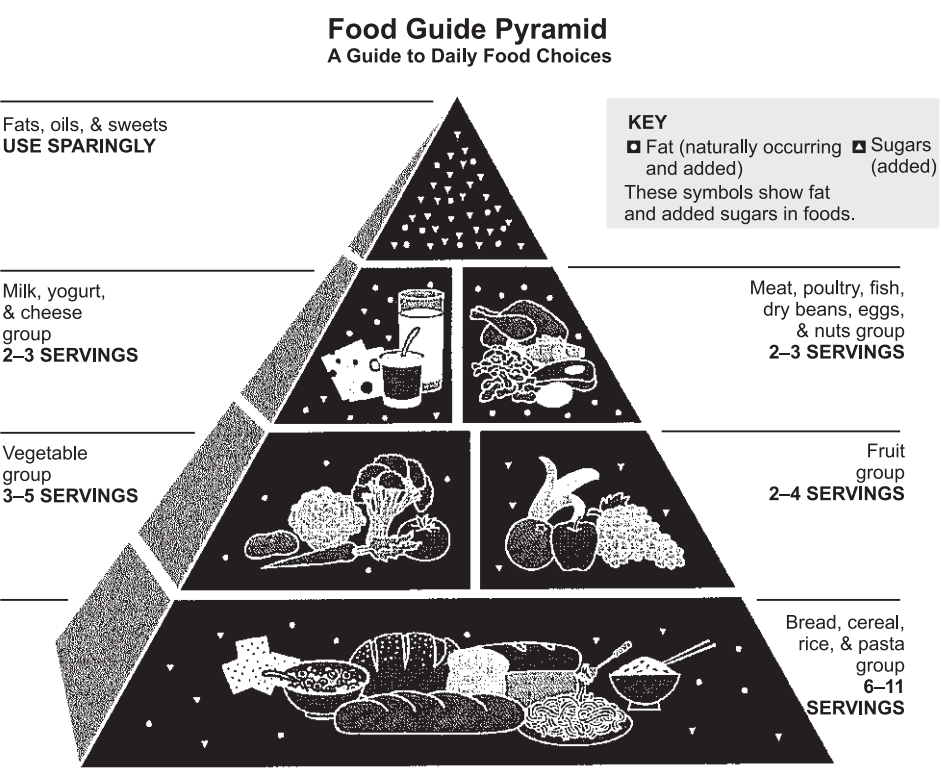 Food Guide Pyramid
A Guide to Daily Food Choices
Fats, oils, & sweets
USE SPARINGLY
KEY
Fat (naturally occurring
and added)
Sugars
(added)
These symbols show fat
and added sugars in foods.
Milk, yogurt,
& cheese
group
2–3 SERVINGS
Meat, poultry, fish,
dry beans, eggs,
& nuts group
2–3 SERVINGS
Vegetable
group
3–5 SERVINGS
Fruit
group
2–4 SERVINGS
Bread, cereal,
rice, & pasta
group
6–11
SERVINGS